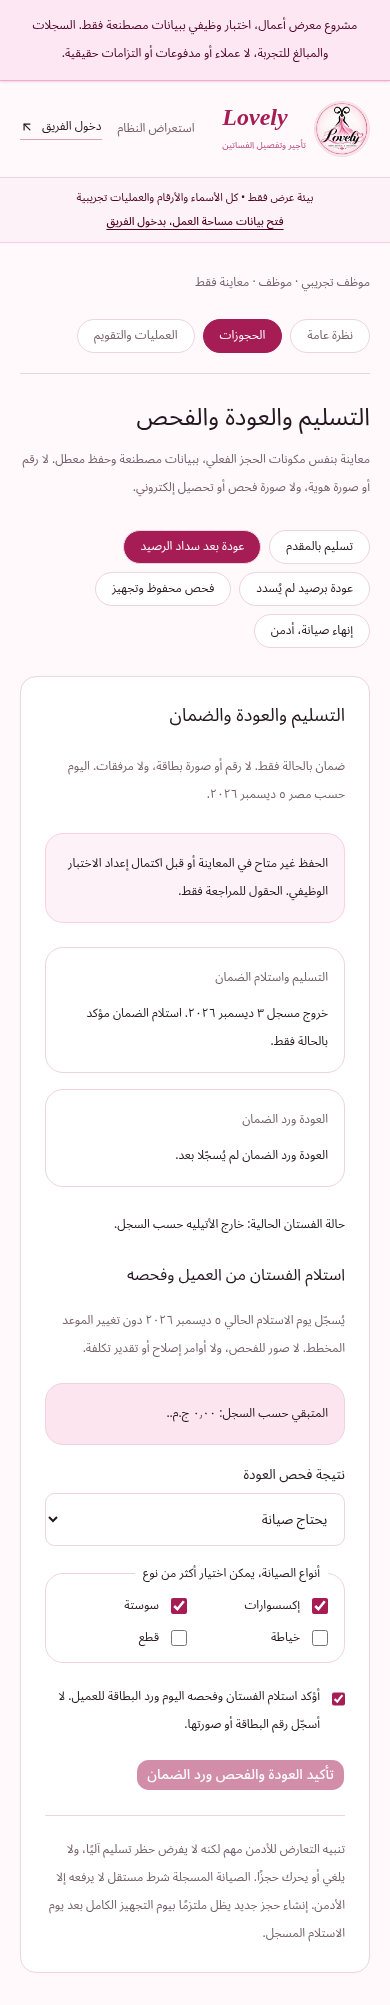 مشروع معرض أعمال، اختبار وظيفي ببيانات مصطنعة فقط. السجلات
والمبالغ للتجربة، لا عملاء أو مدفوعات أو التزامات حقيقية.
Lovely
تأجير وتفصيل الفساتين
استعراض النظام
دخول الفريق
بيئة عرض فقط • كل الأسماء والأرقام والعمليات تجريبية
فتح بيانات مساحة العمل، بدخول الفريق
موظف تجريبي · موظف · معاينة فقط
نظرة عامة
الحجوزات
العمليات والتقويم
التسليم والعودة والفحص
معاينة بنفس مكونات الحجز الفعلي، ببيانات مصطنعة وحفظ معطل. لا رقم
أو صورة هوية، ولا صورة فحص أو تحصيل إلكتروني.
تسليم بالمقدم
عودة بعد سداد الرصيد
عودة برصيد لم يُسدد
فحص محفوظ وتجهيز
إنهاء صيانة، أدمن
التسليم والعودة والضمان
ضمان بالحالة فقط. لا رقم أو صورة بطاقة، ولا مرفقات. اليوم
حسب مصر ٥ ديسمبر ٢٠٢٦.
الحفظ غير متاح في المعاينة أو قبل اكتمال إعداد الاختبار
الوظيفي. الحقول للمراجعة فقط.
التسليم واستلام الضمان
خروج مسجل ٣ ديسمبر ٢٠٢٦. استلام الضمان مؤكد
بالحالة فقط.
العودة ورد الضمان
العودة ورد الضمان لم يُسجّلا بعد.
حالة الفستان الحالية: خارج الأتيليه حسب السجل.
استلام الفستان من العميل وفحصه
يُسجّل يوم الاستلام الحالي ٥ ديسمبر ٢٠٢٦ دون تغيير الموعد
المخطط. لا صور للفحص، ولا أوامر إصلاح أو تقدير تكلفة.
المتبقي حسب السجل: ٠٫٠٠ ج.م..
نتيجة فحص العودة
يحتاج صيانة
أنواع الصيانة، يمكن اختيار أكثر من نوع
إكسسوارات
سوستة
خياطة
قطع
أؤكد استلام الفستان وفحصه اليوم ورد البطاقة للعميل. لا
أسجّل رقم البطاقة أو صورتها.
تأكيد العودة والفحص ورد الضمان
تنبيه التعارض للأدمن مهم لكنه لا يفرض حظر تسليم آليًا، ولا
يلغي أو يحرك حجزًا. الصيانة المسجلة شرط مستقل لا يرفعه إلا
الأدمن. إنشاء حجز جديد يظل ملتزمًا بيوم التجهيز الكامل بعد يوم
الاستلام المسجل.